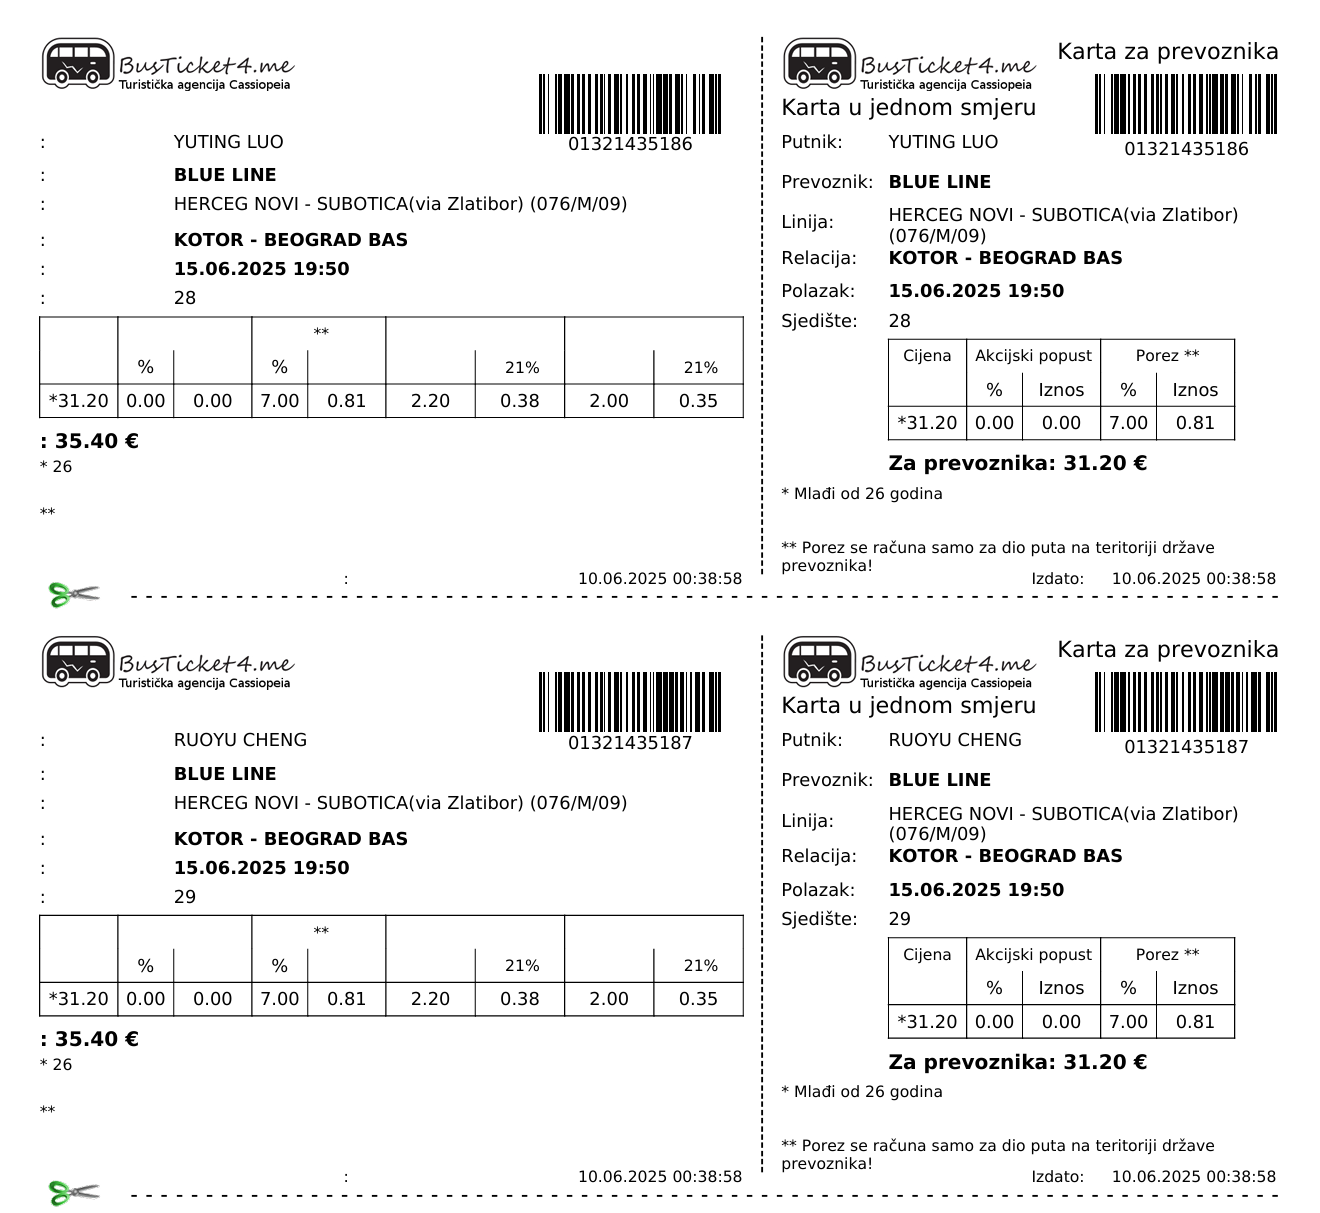 BusTicket4.me
Turistička agencija Cassiopeia
01321435186
: YUTING LUO
: BLUE LINE
: HERCEG NOVI - SUBOTICA(via Zlatibor) (076/M/09)
: KOTOR - BEOGRAD BAS
: 15.06.2025 19:50
: 28
**
% % 21% 21%
*31.20 0.00 0.00 7.00 0.81 2.20 0.38 2.00 0.35
: 35.40 €
* 26
**
: 10.06.2025 00:38:58
BusTicket4.me
Turistička agencija Cassiopeia
Karta za prevoznika
Karta u jednom smjeru
01321435186
Putnik: YUTING LUO
Prevoznik: BLUE LINE
Linija: HERCEG NOVI - SUBOTICA(via Zlatibor)
(076/M/09)
Relacija: KOTOR - BEOGRAD BAS
Polazak: 15.06.2025 19:50
Sjedište: 28
Cijena Akcijski popust Porez **
% Iznos % Iznos
*31.20 0.00 0.00 7.00 0.81
Za prevoznika: 31.20 €
* Mlađi od 26 godina
** Porez se računa samo za dio puta na teritoriji države
prevoznika!
Izdato: 10.06.2025 00:38:58
BusTicket4.me
Turistička agencija Cassiopeia
01321435187
: RUOYU CHENG
: BLUE LINE
: HERCEG NOVI - SUBOTICA(via Zlatibor) (076/M/09)
: KOTOR - BEOGRAD BAS
: 15.06.2025 19:50
: 29
**
% % 21% 21%
*31.20 0.00 0.00 7.00 0.81 2.20 0.38 2.00 0.35
: 35.40 €
* 26
**
: 10.06.2025 00:38:58
BusTicket4.me
Turistička agencija Cassiopeia
Karta za prevoznika
Karta u jednom smjeru
01321435187
Putnik: RUOYU CHENG
Prevoznik: BLUE LINE
Linija: HERCEG NOVI - SUBOTICA(via Zlatibor)
(076/M/09)
Relacija: KOTOR - BEOGRAD BAS
Polazak: 15.06.2025 19:50
Sjedište: 29
Cijena Akcijski popust Porez **
% Iznos % Iznos
*31.20 0.00 0.00 7.00 0.81
Za prevoznika: 31.20 €
* Mlađi od 26 godina
** Porez se računa samo za dio puta na teritoriji države
prevoznika!
Izdato: 10.06.2025 00:38:58